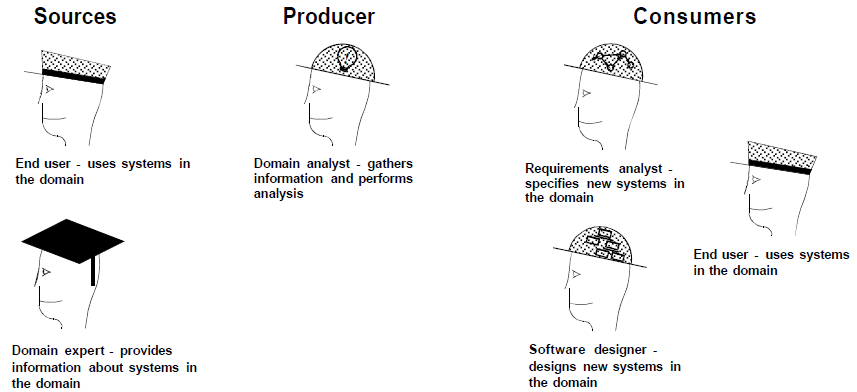 Sources
Producer
Consumers
End user - uses systems in
the domain
Domain analyst - gathers
information and performs
analysis
Requirements analyst -
specifies new systems in
the domain
End user - uses systems
in the domain
Domain expert - provides
information about systems in
the domain
Software designer -
designs new systems in
the domain